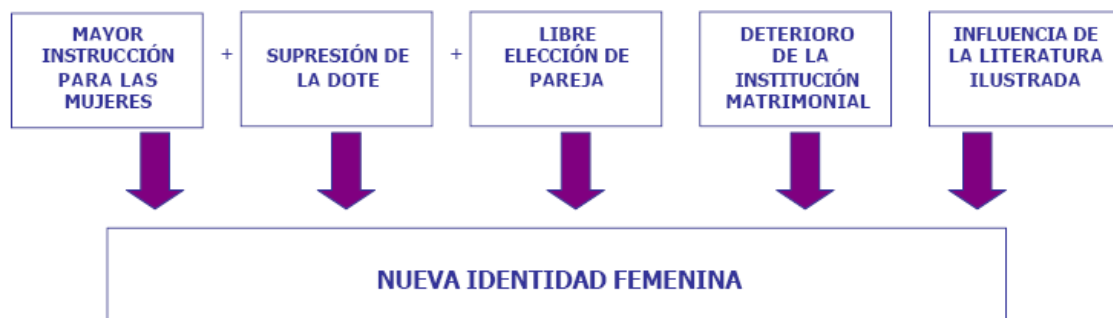 MAYOR
INSTRUCCIÓN
PARA LAS
MUJERES
+
SUPRESIÓN DE
LA DOTE
+
LIBRE
ELECCIÓN DE
PAREJA
DETERIORO
DE LA
INSTITUCIÓN
MATRIMONIAL
INFLUENCIA DE
LA LITERATURA
ILUSTRADA
NUEVA IDENTIDAD FEMENINA